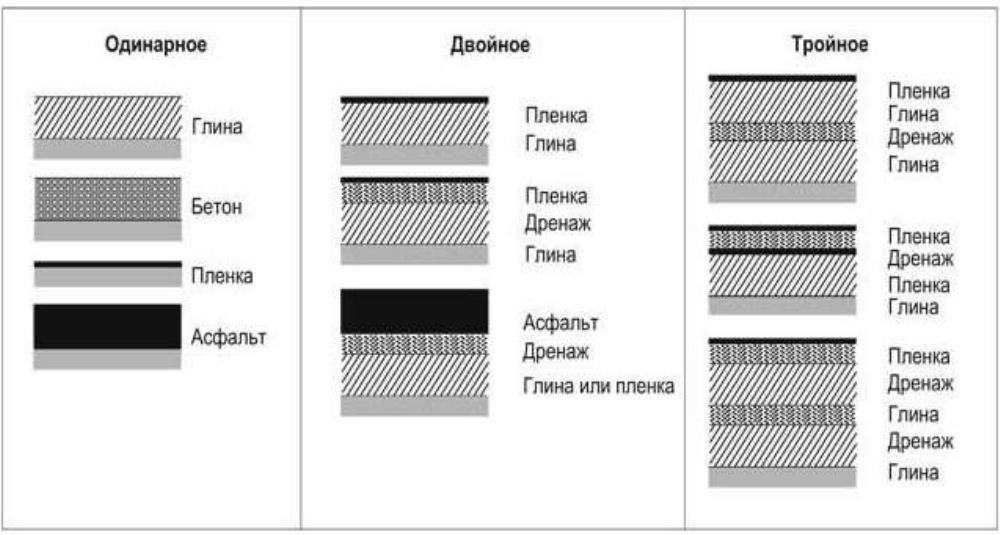 Одинарное
Глина
Бетон
Пленка
Асфальт
Двойное
Пленка
Глина
Пленка
Дренаж
Глина
Асфальт
Дренаж
Глина или пленка
Тройное
Пленка
Глина
Дренаж
Глина
Пленка
Дренаж
Пленка
Глина
Пленка
Дренаж
Глина
Дренаж
Глина